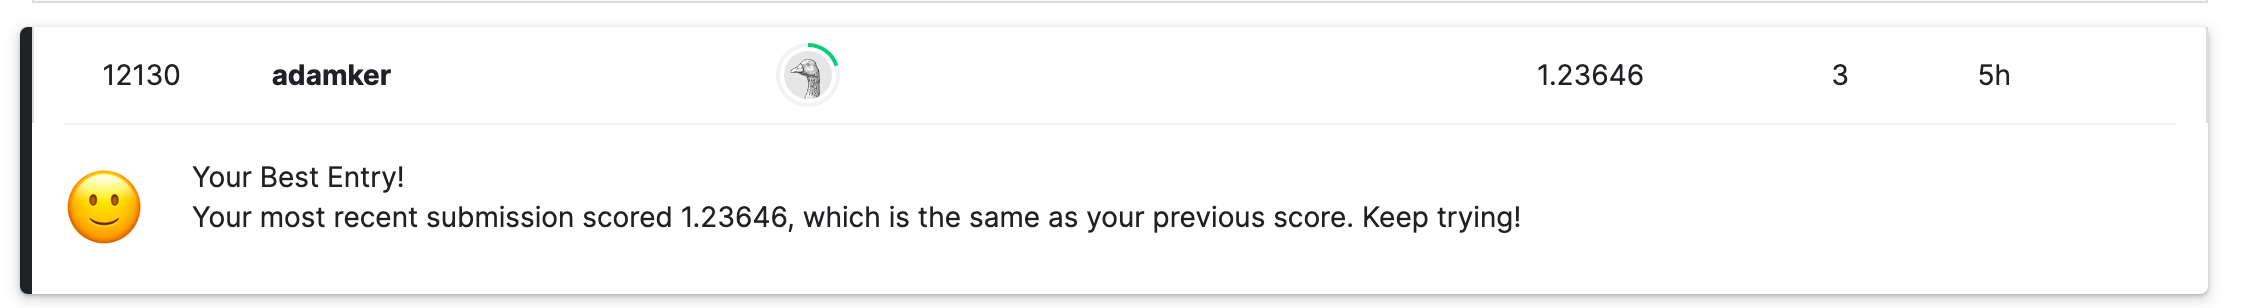 12130 adamker 1.23646 3 5h
Your Best Entry!
Your most recent submission scored 1.23646, which is the same as your previous score. Keep trying!